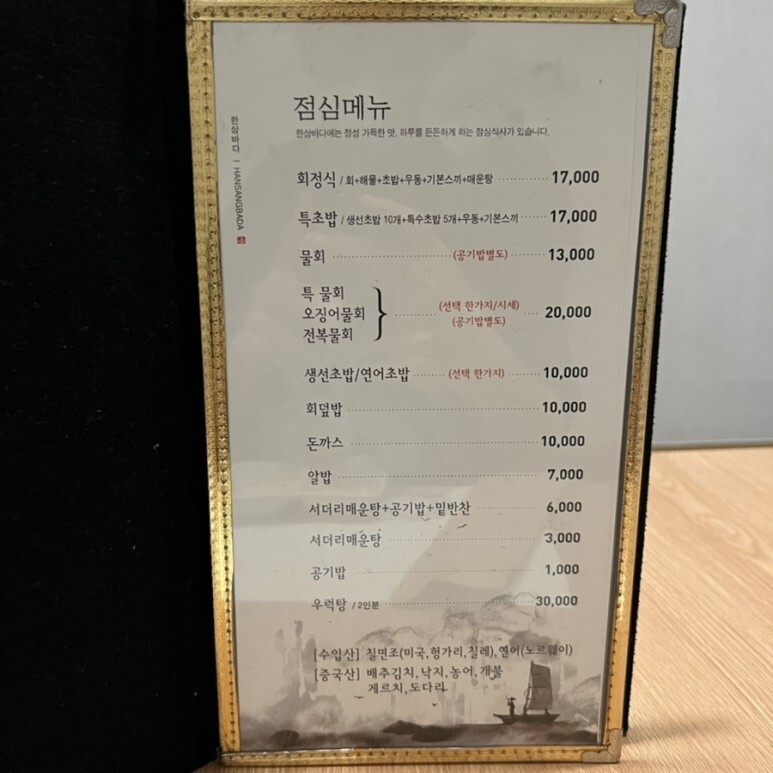 점심메뉴
한삼바다에는 정성 가득한 맛, 하루를 든든하게 하는 점심식사가 있습니다.
한삼바다 | HANSANGBADA
회정식 / 회+해물+초밥+우동+기본스끼+매운탕 17,000
특초밥 / 생선초밥 10개+특수초밥 5개+우동+기본스끼 17,000
물회 (공기밥별도) 13,000
특 물회
오징어물회 (선택 한가지/시세) (공기밥별도) 20,000
전복물회
생선초밥/연어초밥 (선택 한가지) 10,000
회덮밥 10,000
돈까스 10,000
알밥 7,000
서더리매운탕+공기밥+밑반찬 6,000
서더리매운탕 3,000
공기밥 1,000
우럭탕 / 2인분 30,000
[수입산] 칠면조(미국,헝가리,칠레),연어(노르웨이)
[중국산] 배추김치,낙지,농어,개불
게르치,도다리